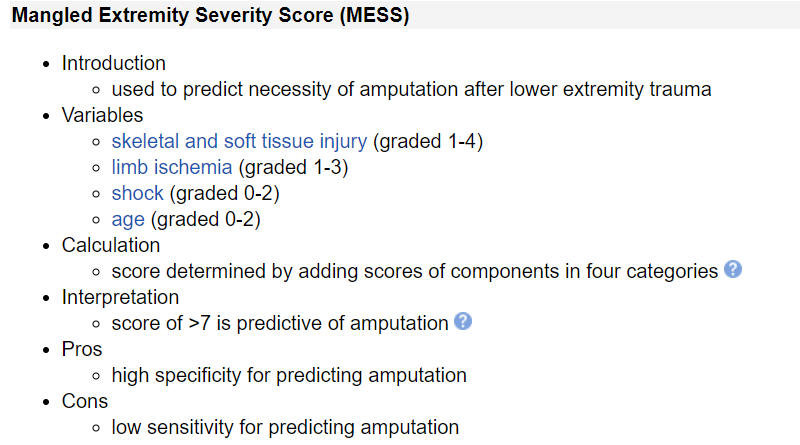 Mangled Extremity Severity Score (MESS)
• Introduction
◦ used to predict necessity of amputation after lower extremity trauma
• Variables
◦ skeletal and soft tissue injury (graded 1-4)
◦ limb ischemia (graded 1-3)
◦ shock (graded 0-2)
◦ age (graded 0-2)
• Calculation
◦ score determined by adding scores of components in four categories ?
• Interpretation
◦ score of >7 is predictive of amputation ?
• Pros
◦ high specificity for predicting amputation
• Cons
◦ low sensitivity for predicting amputation